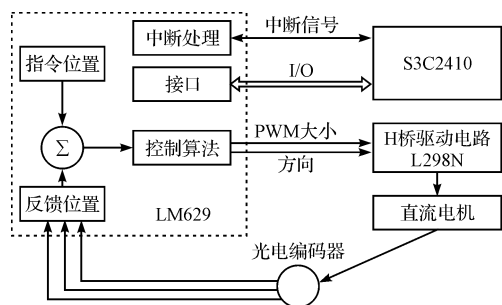 中断处理
中断信号
S3C2410
指令位置
接口
I/O
Σ
控制算法
PWM大小
方向
H桥驱动电路
L298N
反馈位置
LM629
直流电机
光电编码器